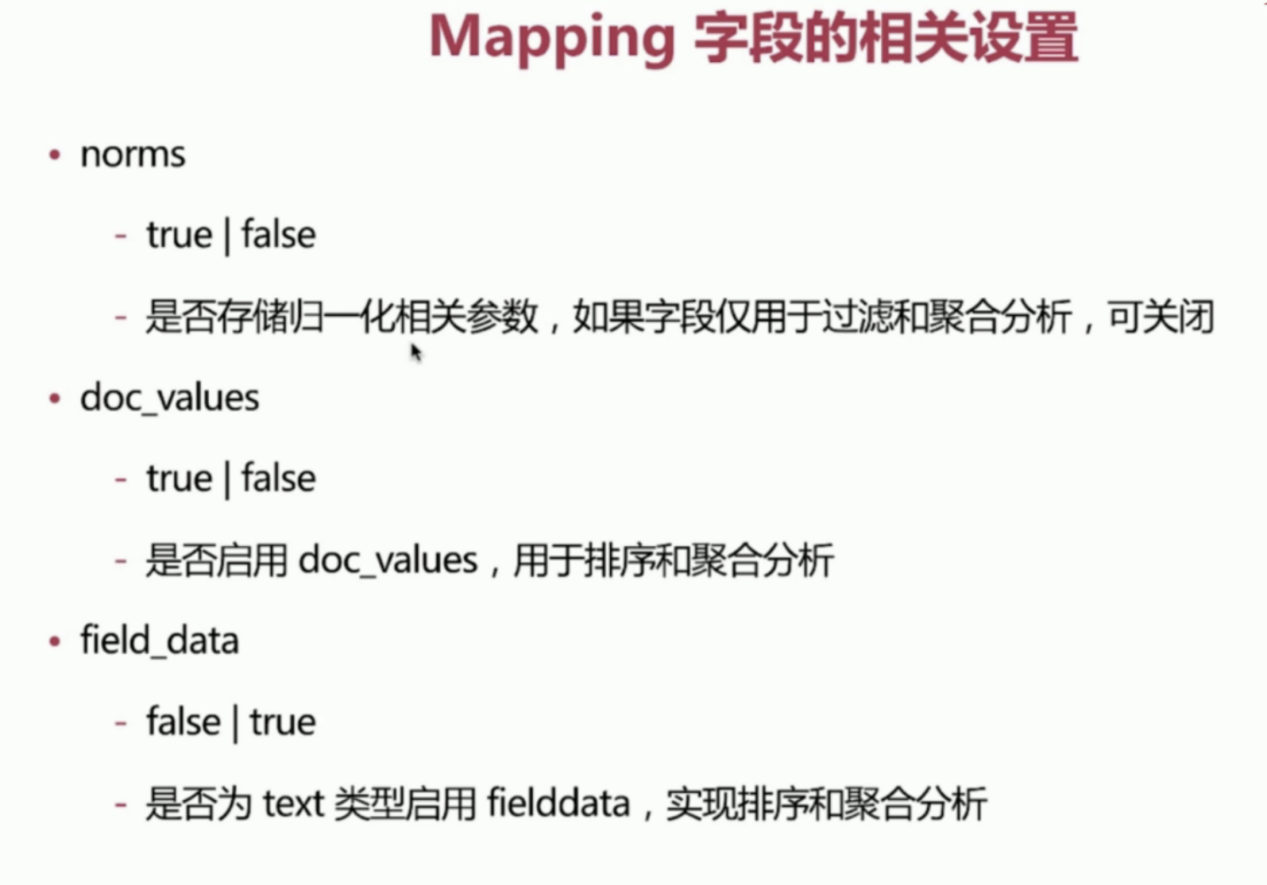 Mapping 字段的相关设置
• norms
- true | false
- 是否存储归一化相关参数，如果字段仅用于过滤和聚合分析，可关闭
• doc_values
- true | false
- 是否启用 doc_values，用于排序和聚合分析
• field_data
- false | true
- 是否为 text 类型启用 fielddata，实现排序和聚合分析